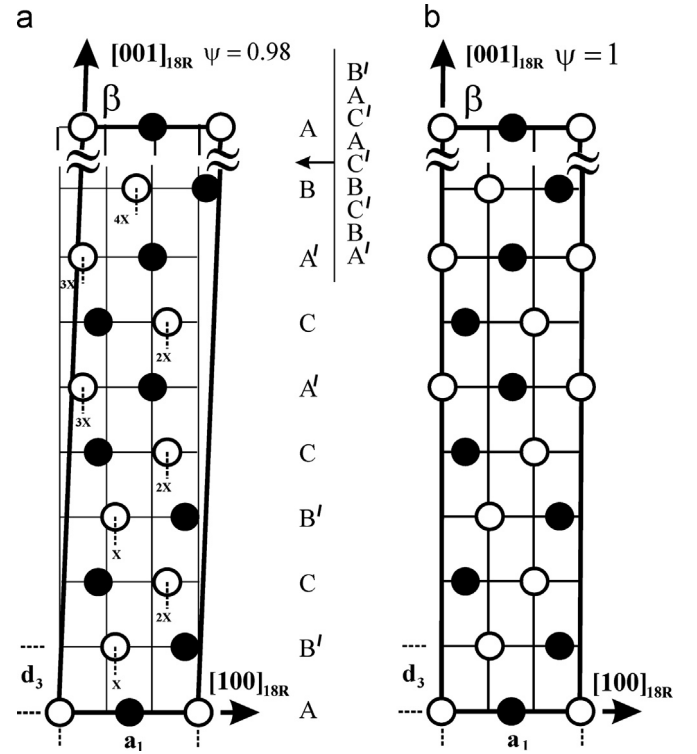 a
[001]18R ψ = 0.98
β
A
B
4X
A'
3X
C
2X
A'
3X
C
2X
B'
X
C
2X
B'
X
d3
A
[100]18R
a1
B'
A
C'
A
C'
B
C'
B
A'
b
[001]18R ψ = 1
β
d3
[100]18R
a1